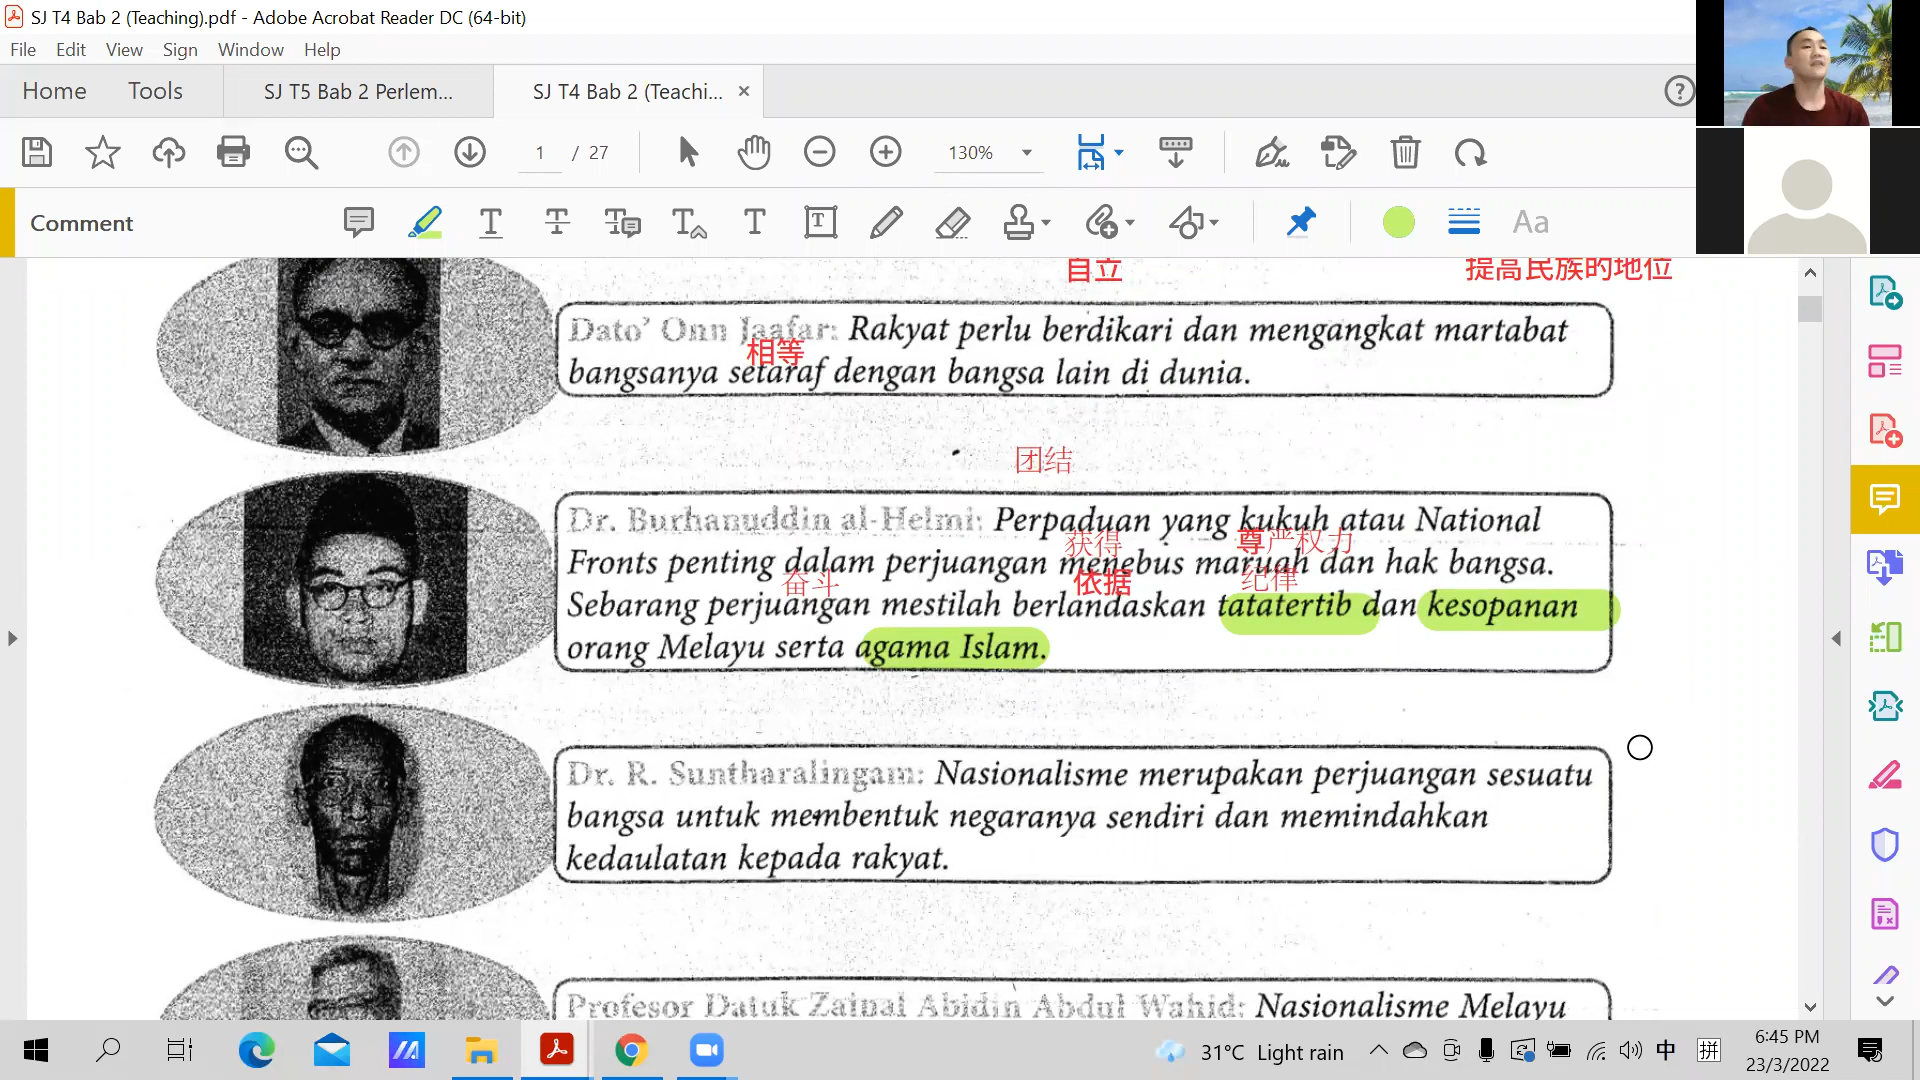 SJ T4 Bab 2 (Teaching).pdf - Adobe Acrobat Reader DC (64-bit)
File Edit View Sign Window Help
Home Tools SJ T5 Bab 2 Perlem... SJ T4 Bab 2 (Teachi... ×
1 / 27 130%
Comment Aa
自立 提高民族的地位
Dato' Onn Jaafar: Rakyat perlu berdikari dan mengangkat martabat
相等
bangsanya setaraf dengan bangsa lain di dunia.
团结
Dr. Burhanuddin al-Helmi: Perpaduan yang kukuh atau National
获得 尊严权力
Fronts penting dalam perjuangan menebus maruah dan hak bangsa.
奋斗 依据 纪律
Sebarang perjuangan mestilah berlandaskan tatatertib dan kesopanan
orang Melayu serta agama Islam.
Dr. R. Suntharalingam: Nasionalisme merupakan perjuangan sesuatu
bangsa untuk membentuk negaranya sendiri dan memindahkan
kedaulatan kepada rakyat.
Profesor Datuk Zainal Abidin Abdul Wahid: Nasionalisme Melayu
31°C Light rain 中 拼 6:45 PM
23/3/2022